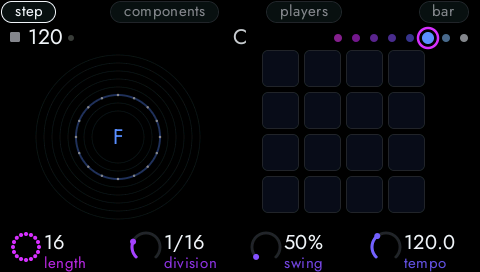 step components players bar
120 C
F
16 1/16 50% 120.0
length division swing tempo